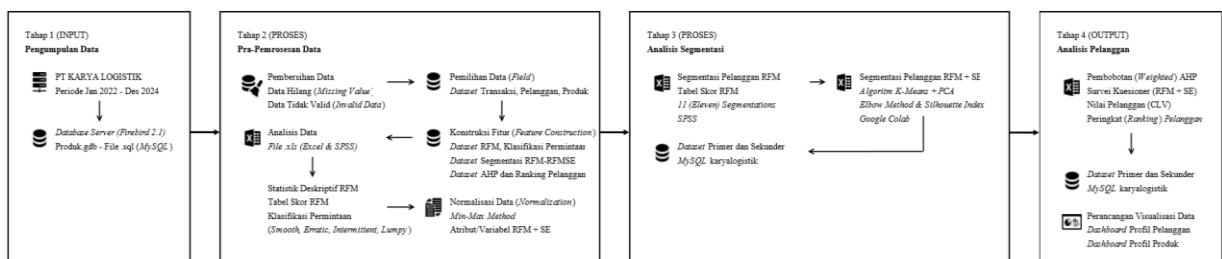 Tahap 1 (INPUT)
Pengumpulan Data
PT KARYA LOGISTIK
Periode Jan 2022 - Des 2024
Database Server (Firebird 2.1)
Produk.gdb - File .sql (MySQL)
Tahap 2 (PROSES)
Pra-Pemrosesan Data
Pembersihan Data
Data Hilang (Missing Value)
Data Tidak Valid (Invalid Data)
Pemilihan Data (Field)
Dataset Transaksi, Pelanggan, Produk
Konstruksi Fitur (Feature Construction)
Dataset RFM, Klasifikasi Permintaan
Dataset Segmentasi RFM-RFMSE
Dataset AHP dan Ranking Pelanggan
Analisis Data
File .xls (Excel & SPSS)
Statistik Deskriptif RFM
Tabel Skor RFM
Klasifikasi Permintaan
(Smooth, Erratic, Intermittent, Lumpy)
Normalisasi Data (Normalization)
Min-Max Method
Atribut/Variabel RFM + SE
Tahap 3 (PROSES)
Analisis Segmentasi
Segmentasi Pelanggan RFM
Tabel Skor RFM
11 (Eleven) Segmentations
SPSS
Segmentasi Pelanggan RFM + SE
Algoritm K-Means + PCA
Elbow Method & Silhouette Index
Google Colab
Dataset Primer dan Sekunder
MySQL karyalogistik
Tahap 4 (OUTPUT)
Analisis Pelanggan
Pembobotan (Weighted) AHP
Survei Kuesioner (RFM + SE)
Nilai Pelanggan (CLV)
Peringkat (Ranking) Pelanggan
Dataset Primer dan Sekunder
MySQL karyalogistik
Perancangan Visualisasi Data
Dashboard Profil Pelanggan
Dashboard Profil Produk